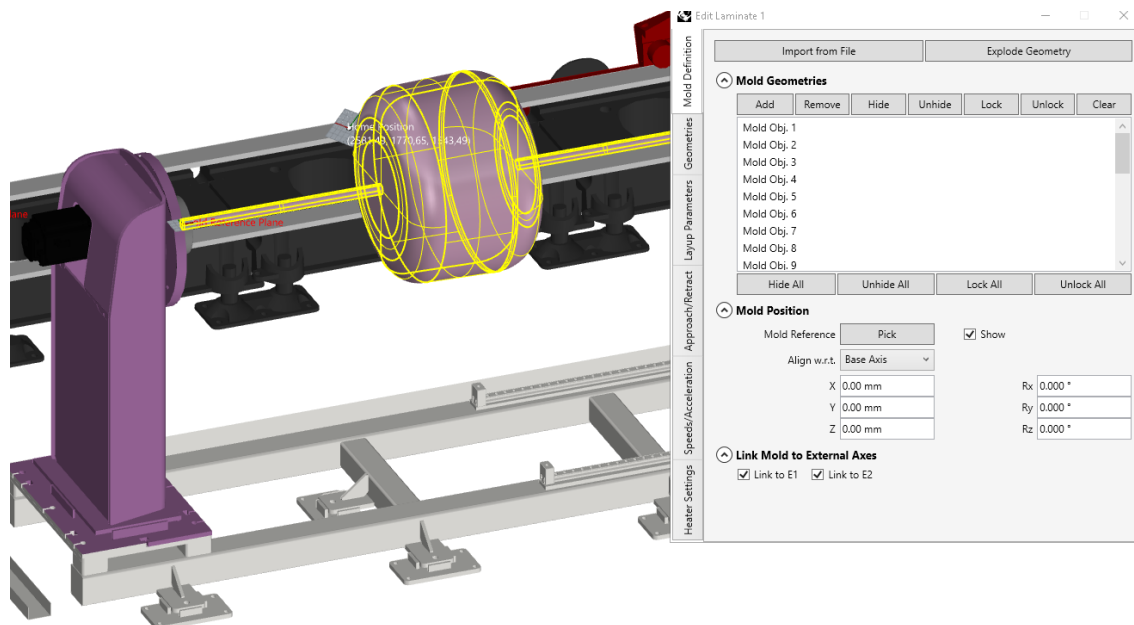 Edit Laminate 1
Import from File
Explode Geometry
Mold Definition
Geometries
Layup Parameters
Approach/Retract
Speeds/Acceleration
Heater Settings
Mold Geometries
Add Remove Hide Unhide Lock Unlock Clear
Mold Obj. 1
Mold Obj. 2
Mold Obj. 3
Mold Obj. 4
Mold Obj. 5
Mold Obj. 6
Mold Obj. 7
Mold Obj. 8
Mold Obj. 9
Hide All Unhide All Lock All Unlock All
Mold Position
Mold Reference Pick Show
Align w.r.t. Base Axis
X 0.00 mm Rx 0.000 °
Y 0.00 mm Ry 0.000 °
Z 0.00 mm Rz 0.000 °
Link Mold to External Axes
Link to E1 Link to E2
Home Position
Reference Plane